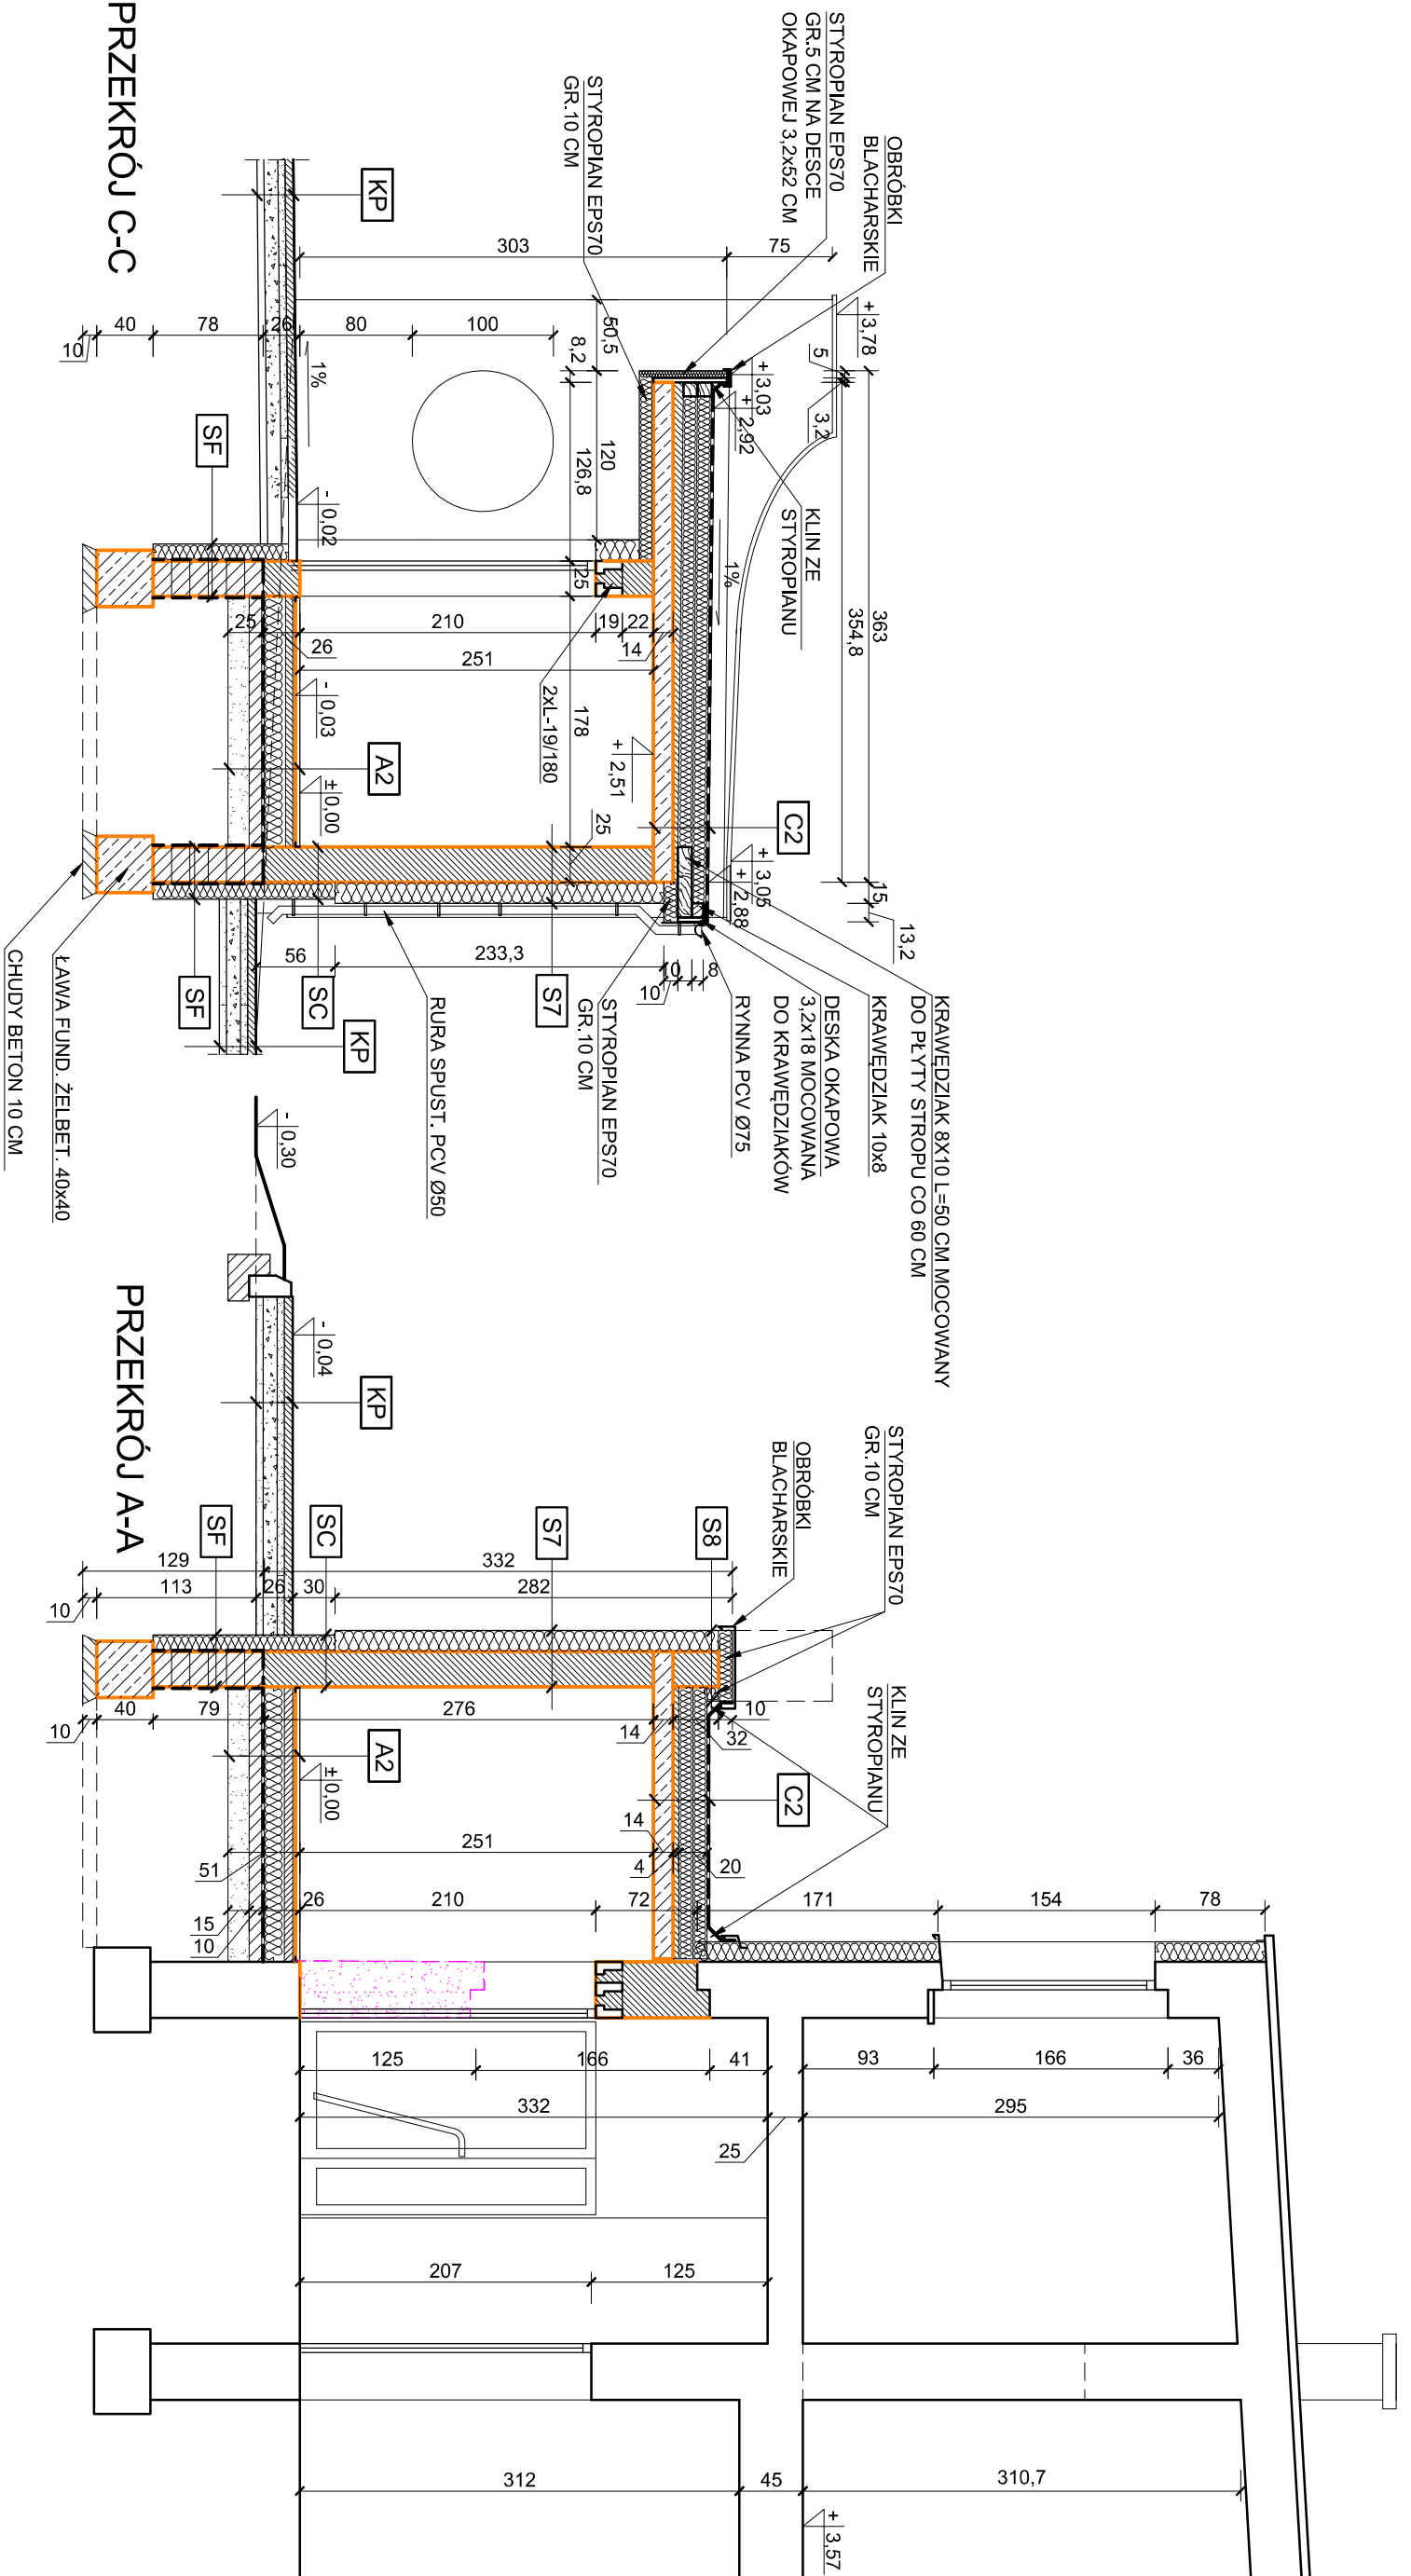 PRZEKRÓJ C-C
STYROPIAN EPS70
GR.5 CM NA DESCE
OKAPOWEJ 3,2x52 CM
OBRÓBKI
BLACHARSKIE
STYROPIAN EPS70
GR.10 CM
KLIN ZE
STYROPIANU
KP
303
75
+ 3,78
40
78
26
80
100
10
50,5
8,2
5
3,2
1%
+ 3,03
+ 2,92
SF
120
126,8
- 0,02
25
1%
363
354,8
25
26
210
19
22
14
251
- 0,03
2xL-19/180
178
+ 2,51
A2
±0,00
25
C2
+ 3,05
+ 2,88
15
13,2
56
233,3
10
10
8
SF
SC
S7
KP
KRAWĘDZIAK 8X10 L=50 CM MOCOWANY
DO PŁYTY STROPU CO 60 CM
KRAWĘDZIAK 10x8
DESKA OKAPOWA
3,2x18 MOCOWANA
DO KRAWĘDZIAKÓW
RYNNA PCV Ø75
STYROPIAN EPS70
GR.10 CM
RURA SPUST. PCV Ø50
ŁAWA FUND. ŻELBET. 40x40
CHUDY BETON 10 CM
- 0,30
PRZEKRÓJ A-A
- 0,04
KP
STYROPIAN EPS70
GR.10 CM
OBRÓBKI
BLACHARSKIE
KLIN ZE
STYROPIANU
SF
SC
S7
S8
129
332
113
26
30
282
10
40
79
276
14
32
10
10
A2
±0,00
C2
51
251
14
4
20
15
10
26
210
72
171
154
78
125
166
41
93
166
36
332
25
295
207
125
312
45
310,7
+ 3,57